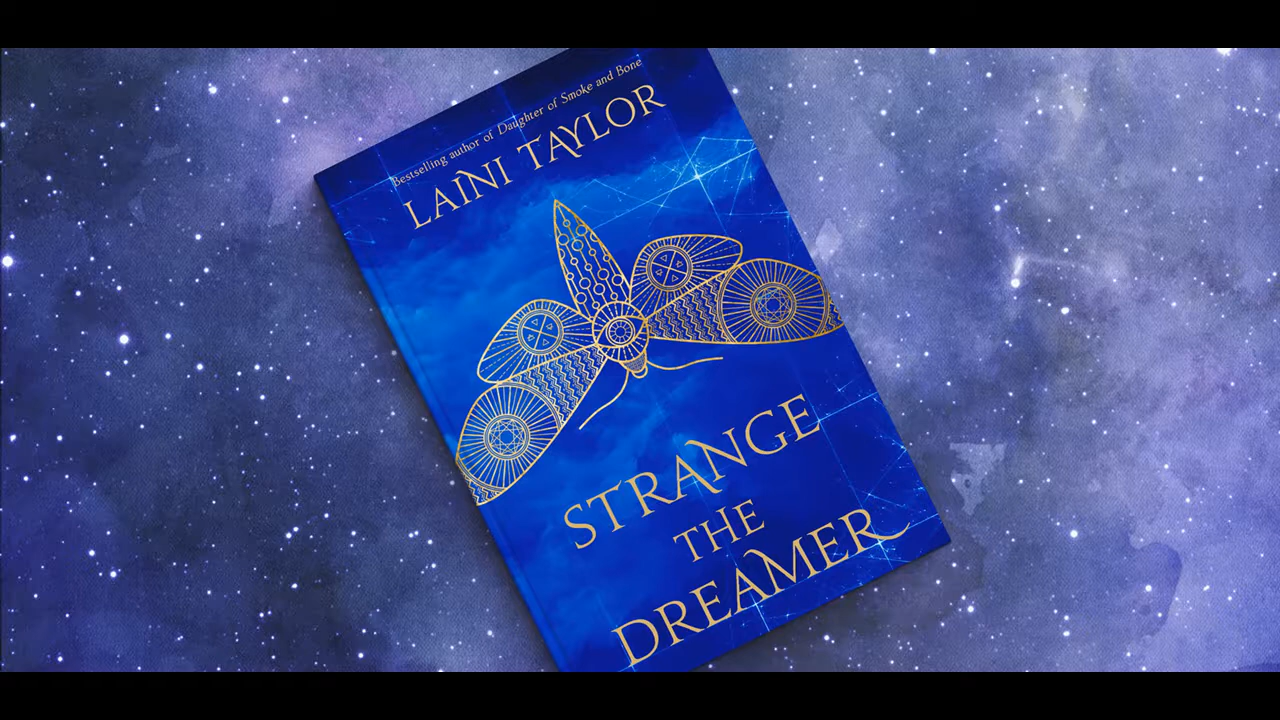 Bestselling author of Daughter of Smoke and Bone
LAINI TAYLOR
STRANGE
THE
DREAMER